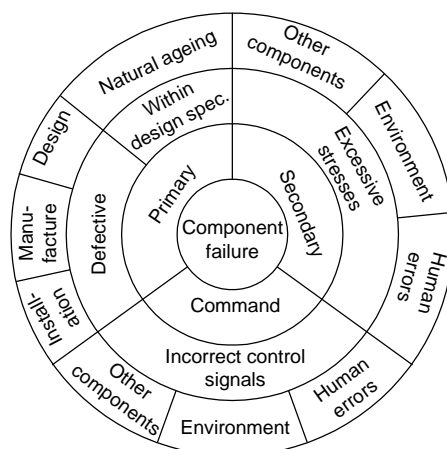 Component
failure
Primary
Secondary
Command
Within
design spec.
Excessive
stresses
Incorrect control
signals
Defective
Natural ageing
Other
components
Environment
Human
errors
Human
errors
Environment
Other
components
Install-
ation
Manu-
facture
Design